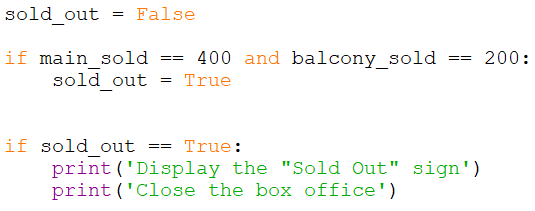 sold_out = False
if main_sold == 400 and balcony_sold == 200:
    sold_out = True
if sold_out == True:
    print('Display the "Sold Out" sign')
    print('Close the box office')